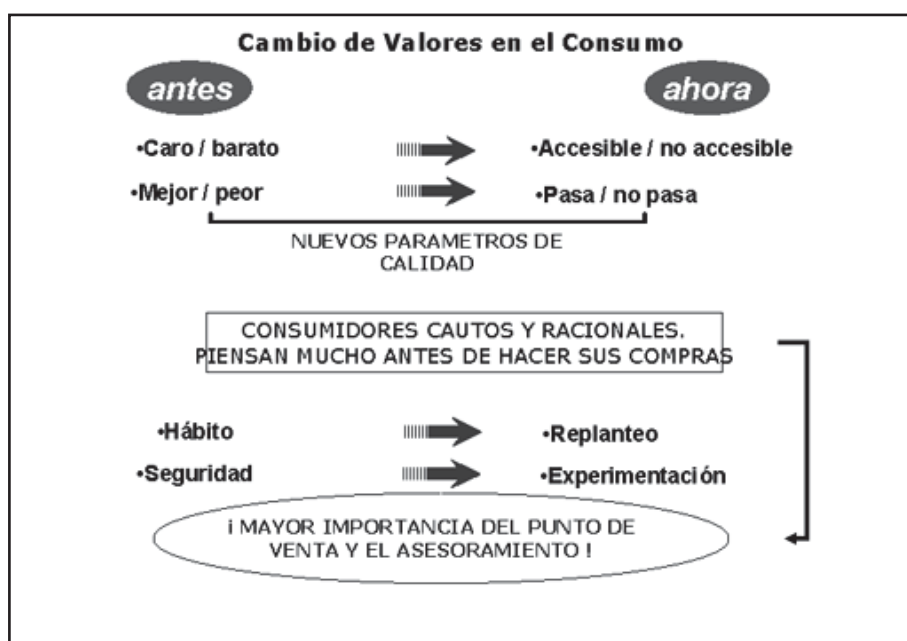 Cambio de Valores en el Consumo
antes
ahora
•Caro / barato
•Accesible / no accesible
•Mejor / peor
•Pasa / no pasa
NUEVOS PARAMETROS DE
CALIDAD
CONSUMIDORES CAUTOS Y RACIONALES.
PIENSAN MUCHO ANTES DE HACER SUS COMPRAS
•Hábito
•Replanteo
•Seguridad
•Experimentación
¡ MAYOR IMPORTANCIA DEL PUNTO DE
VENTA Y EL ASESORAMIENTO !